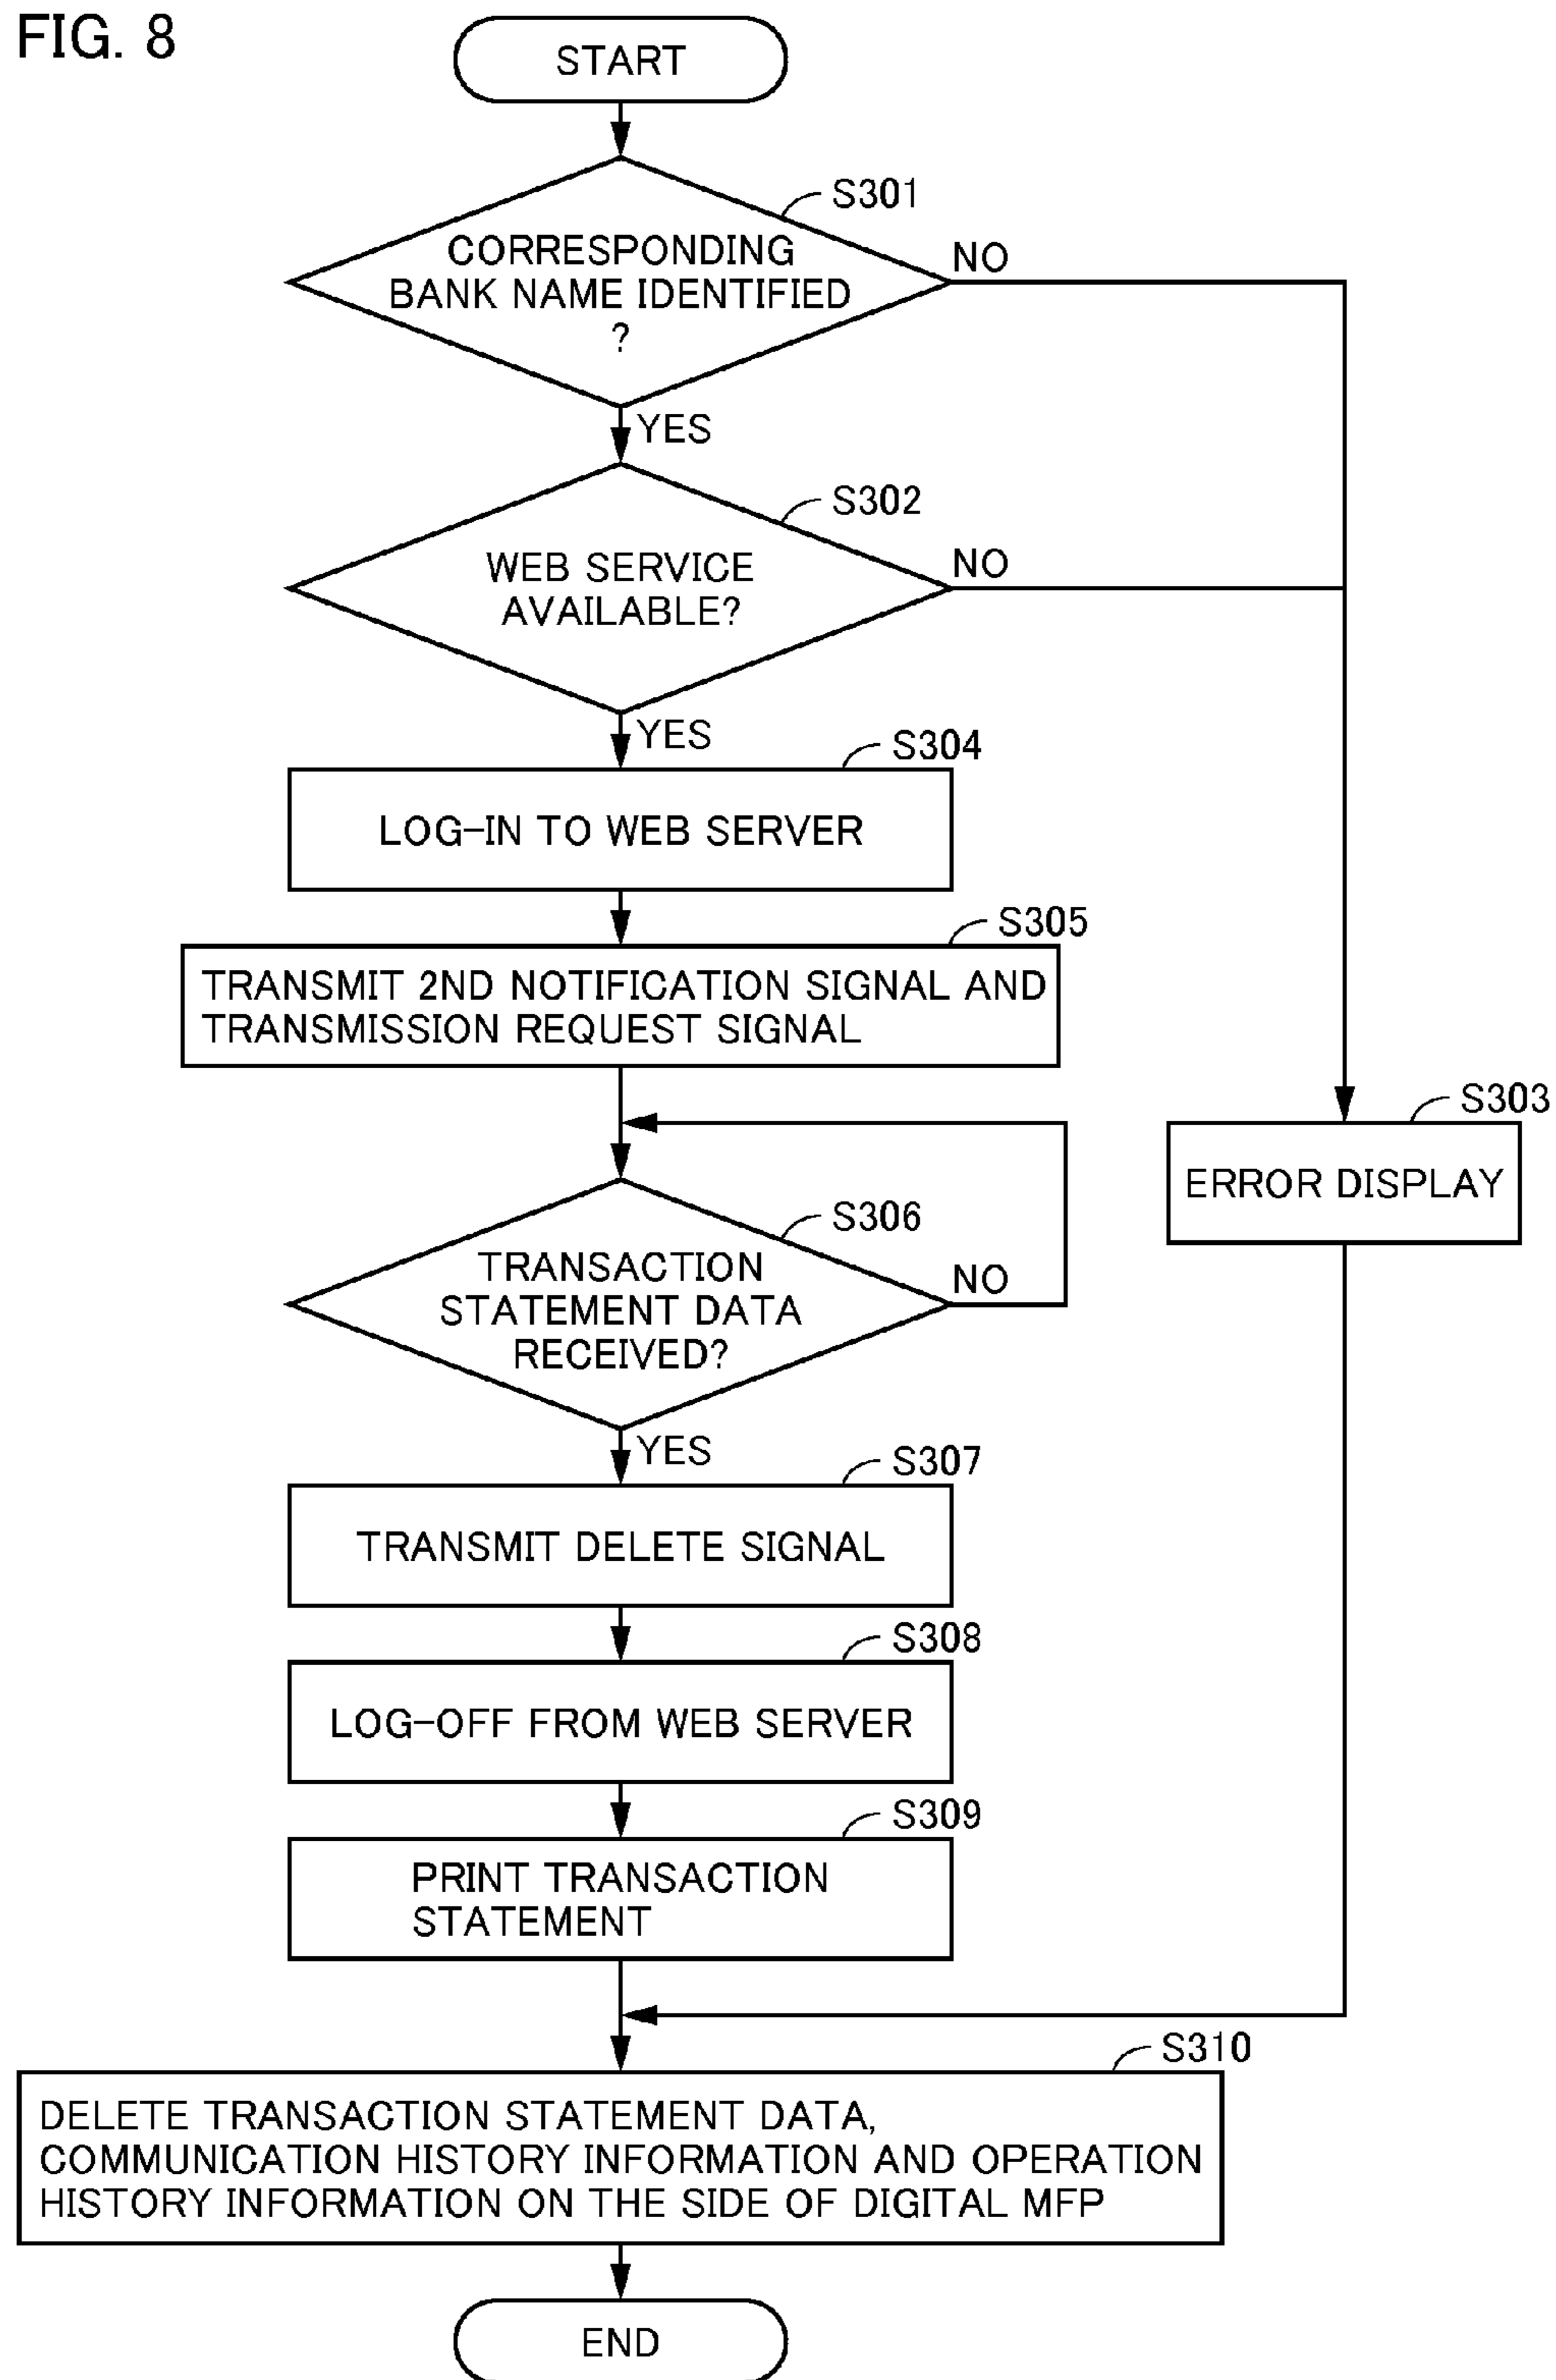 FIG. 8
START
S301
CORRESPONDING
BANK NAME IDENTIFIED
?
NO
YES
S302
WEB SERVICE
AVAILABLE?
NO
YES
S304
LOG-IN TO WEB SERVER
S305
TRANSMIT 2ND NOTIFICATION SIGNAL AND
TRANSMISSION REQUEST SIGNAL
S303
ERROR DISPLAY
S306
TRANSACTION
STATEMENT DATA
RECEIVED?
NO
YES
S307
TRANSMIT DELETE SIGNAL
S308
LOG-OFF FROM WEB SERVER
S309
PRINT TRANSACTION
STATEMENT
S310
DELETE TRANSACTION STATEMENT DATA,
COMMUNICATION HISTORY INFORMATION AND OPERATION
HISTORY INFORMATION ON THE SIDE OF DIGITAL MFP
END